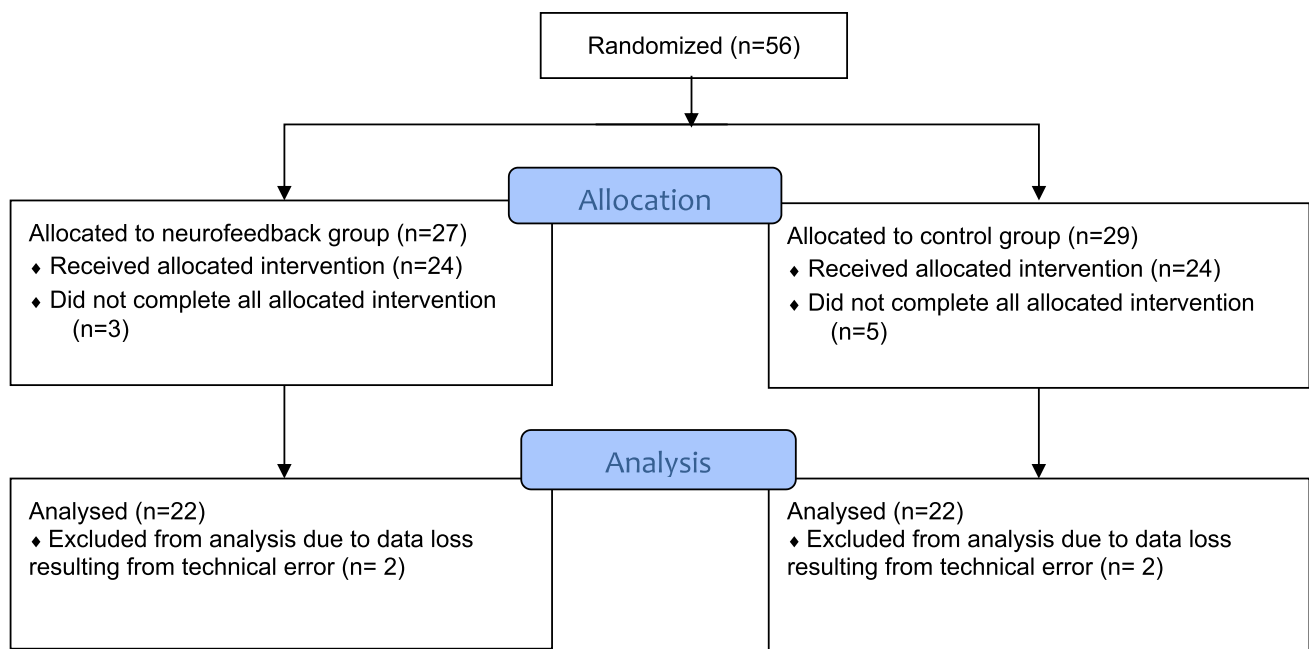 Randomized (n=56)
Allocation
Allocated to neurofeedback group (n=27)
♦ Received allocated intervention (n=24)
♦ Did not complete all allocated intervention
(n=3)
Allocated to control group (n=29)
♦ Received allocated intervention (n=24)
♦ Did not complete all allocated intervention
(n=5)
Analysis
Analysed (n=22)
♦ Excluded from analysis due to data loss
resulting from technical error (n= 2)
Analysed (n=22)
♦ Excluded from analysis due to data loss
resulting from technical error (n= 2)